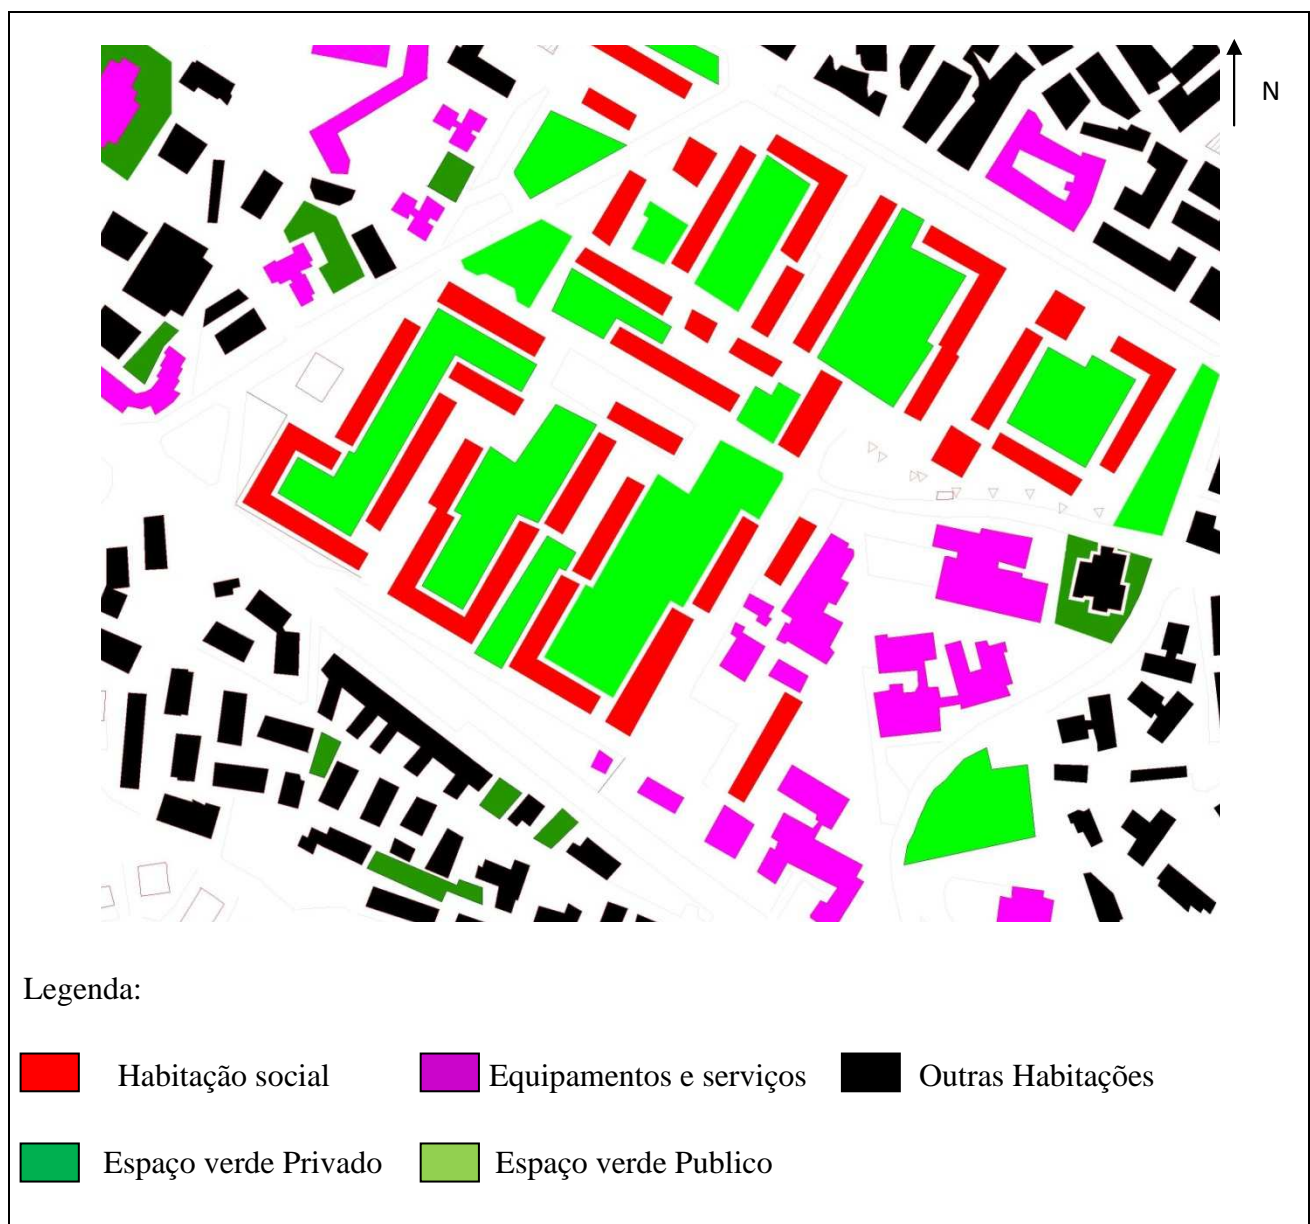 N
Legenda:
Habitação social Equipamentos e serviços Outras Habitações
Espaço verde Privado Espaço verde Publico